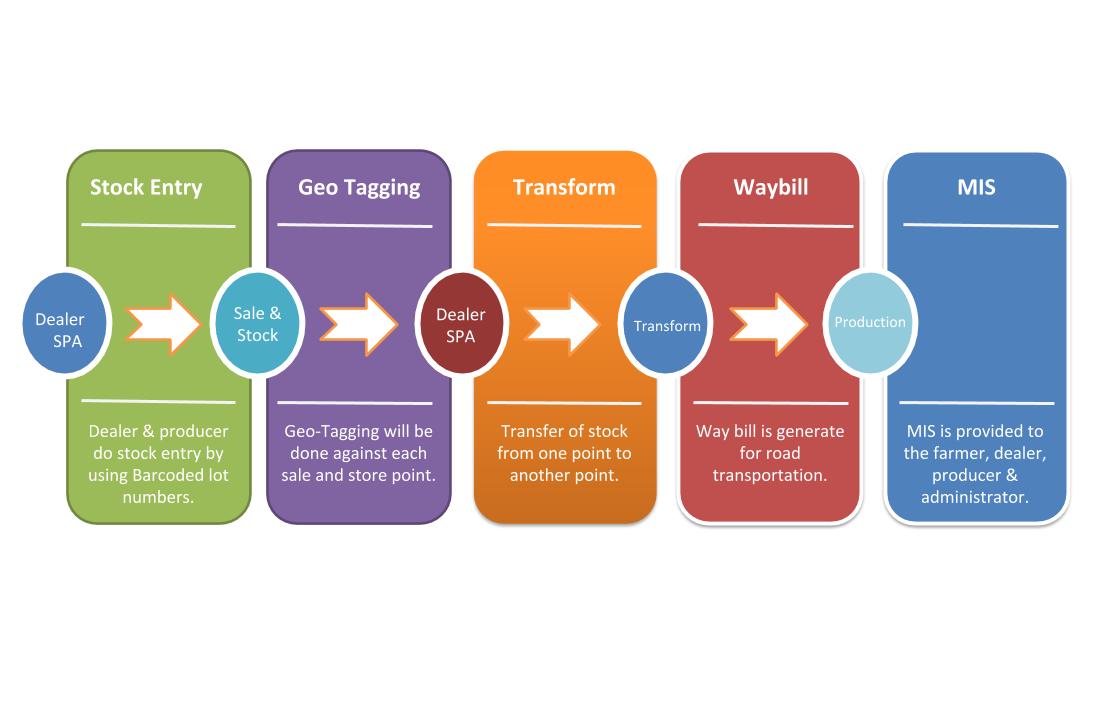 Stock Entry
Geo Tagging
Transform
Waybill
MIS
Dealer
SPA
Sale &
Stock
Dealer
SPA
Transform
Production
Dealer & producer
do stock entry by
using Barcoded lot
numbers.
Geo-Tagging will be
done against each
sale and store point.
Transfer of stock
from one point to
another point.
Way bill is generate
for road
transportation.
MIS is provided to
the farmer, dealer,
producer &
administrator.